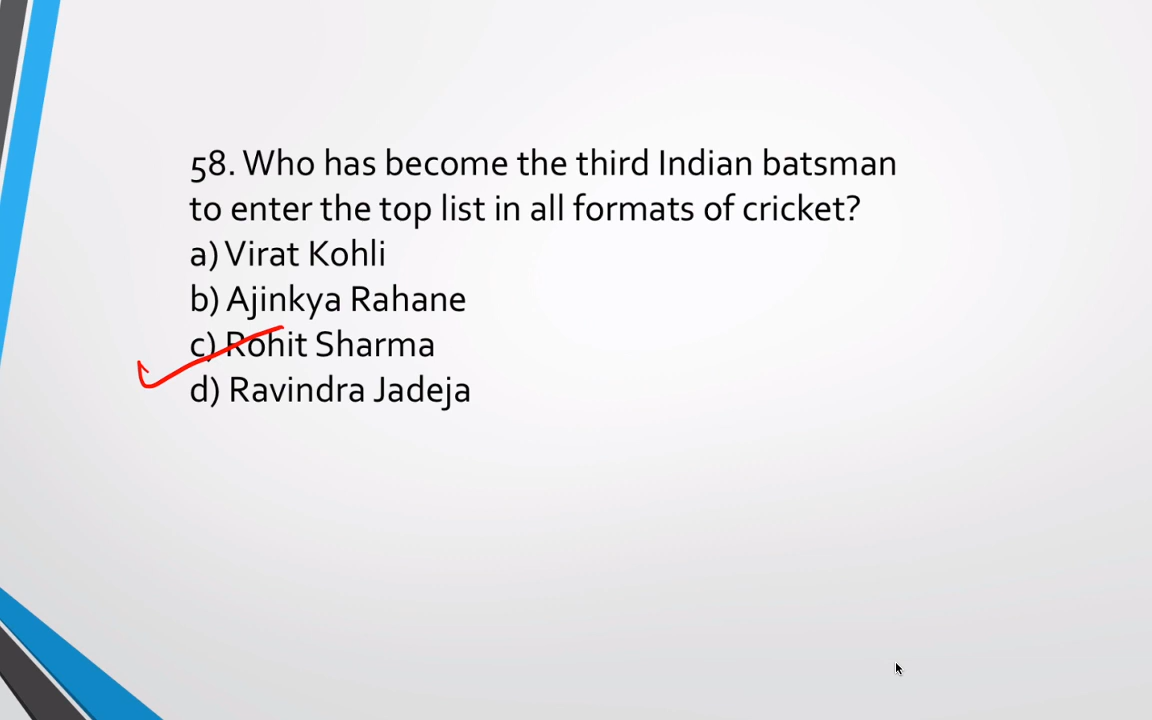 58. Who has become the third Indian batsman
to enter the top list in all formats of cricket?
a) Virat Kohli
b) Ajinkya Rahane
c) Rohit Sharma
d) Ravindra Jadeja